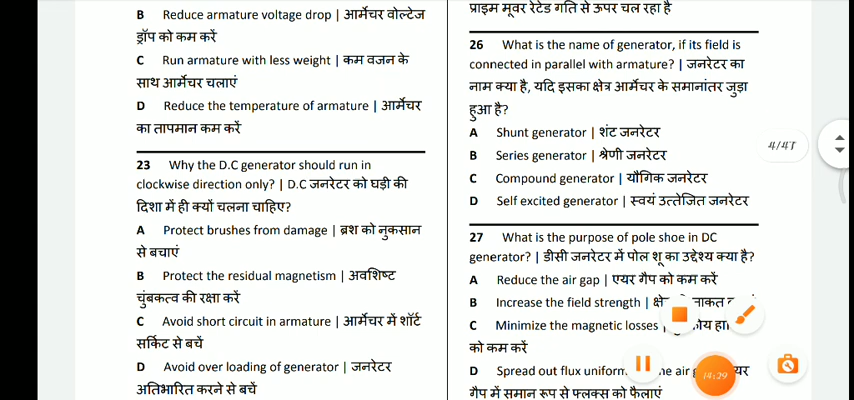 B Reduce armature voltage drop | आर्मेचर वोल्टेज
ड्रॉप को कम करें
C Run armature with less weight | कम वजन के
साथ आर्मेचर चलाएं
D Reduce the temperature of armature | आर्मेचर
का तापमान कम करें
23 Why the D.C generator should run in
clockwise direction only? | D.C जनरेटर को घड़ी की
दिशा में ही क्यों चलना चाहिए?
A Protect brushes from damage | ब्रश को नुकसान
से बचाएं
B Protect the residual magnetism | अवशिष्ट
चुंबकत्व की रक्षा करें
C Avoid short circuit in armature | आर्मेचर में शॉर्ट
सर्किट से बचें
D Avoid over loading of generator | जनरेटर
अतिभारित करने से बचें
प्राइम मूवर रेटेड गति से ऊपर चल रहा है
26 What is the name of generator, if its field is
connected in parallel with armature? | जनरेटर का
नाम क्या है, यदि इसका क्षेत्र आर्मेचर के समानांतर जुड़ा
हुआ है?
A Shunt generator | शंट जनरेटर
B Series generator | श्रेणी जनरेटर
C Compound generator | यौगिक जनरेटर
D Self excited generator | स्वयं उत्तेजित जनरेटर
27 What is the purpose of pole shoe in DC
generator? | डीसी जनरेटर में पोल शू का उद्देश्य क्या है?
A Reduce the air gap | एयर गैप को कम करें
B Increase the field strength |
C Minimize the magnetic losses |
को कम करें
D Spread out flux air
गैप में समान रूप से फ्लक्स को फैलाएं
4/47
14:29